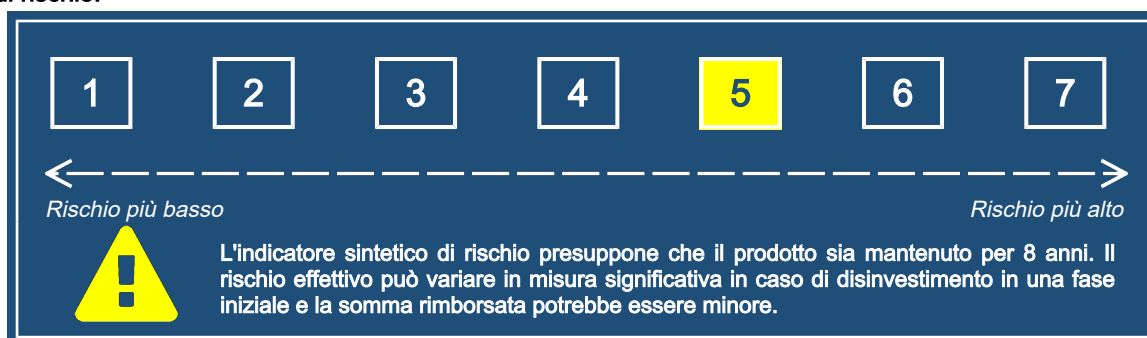 di rischio:
1 2 3 4 5 6 7
Rischio più basso Rischio più alto
L'indicatore sintetico di rischio presuppone che il prodotto sia mantenuto per 8 anni. Il
rischio effettivo può variare in misura significativa in caso di disinvestimento in una fase
iniziale e la somma rimborsata potrebbe essere minore.